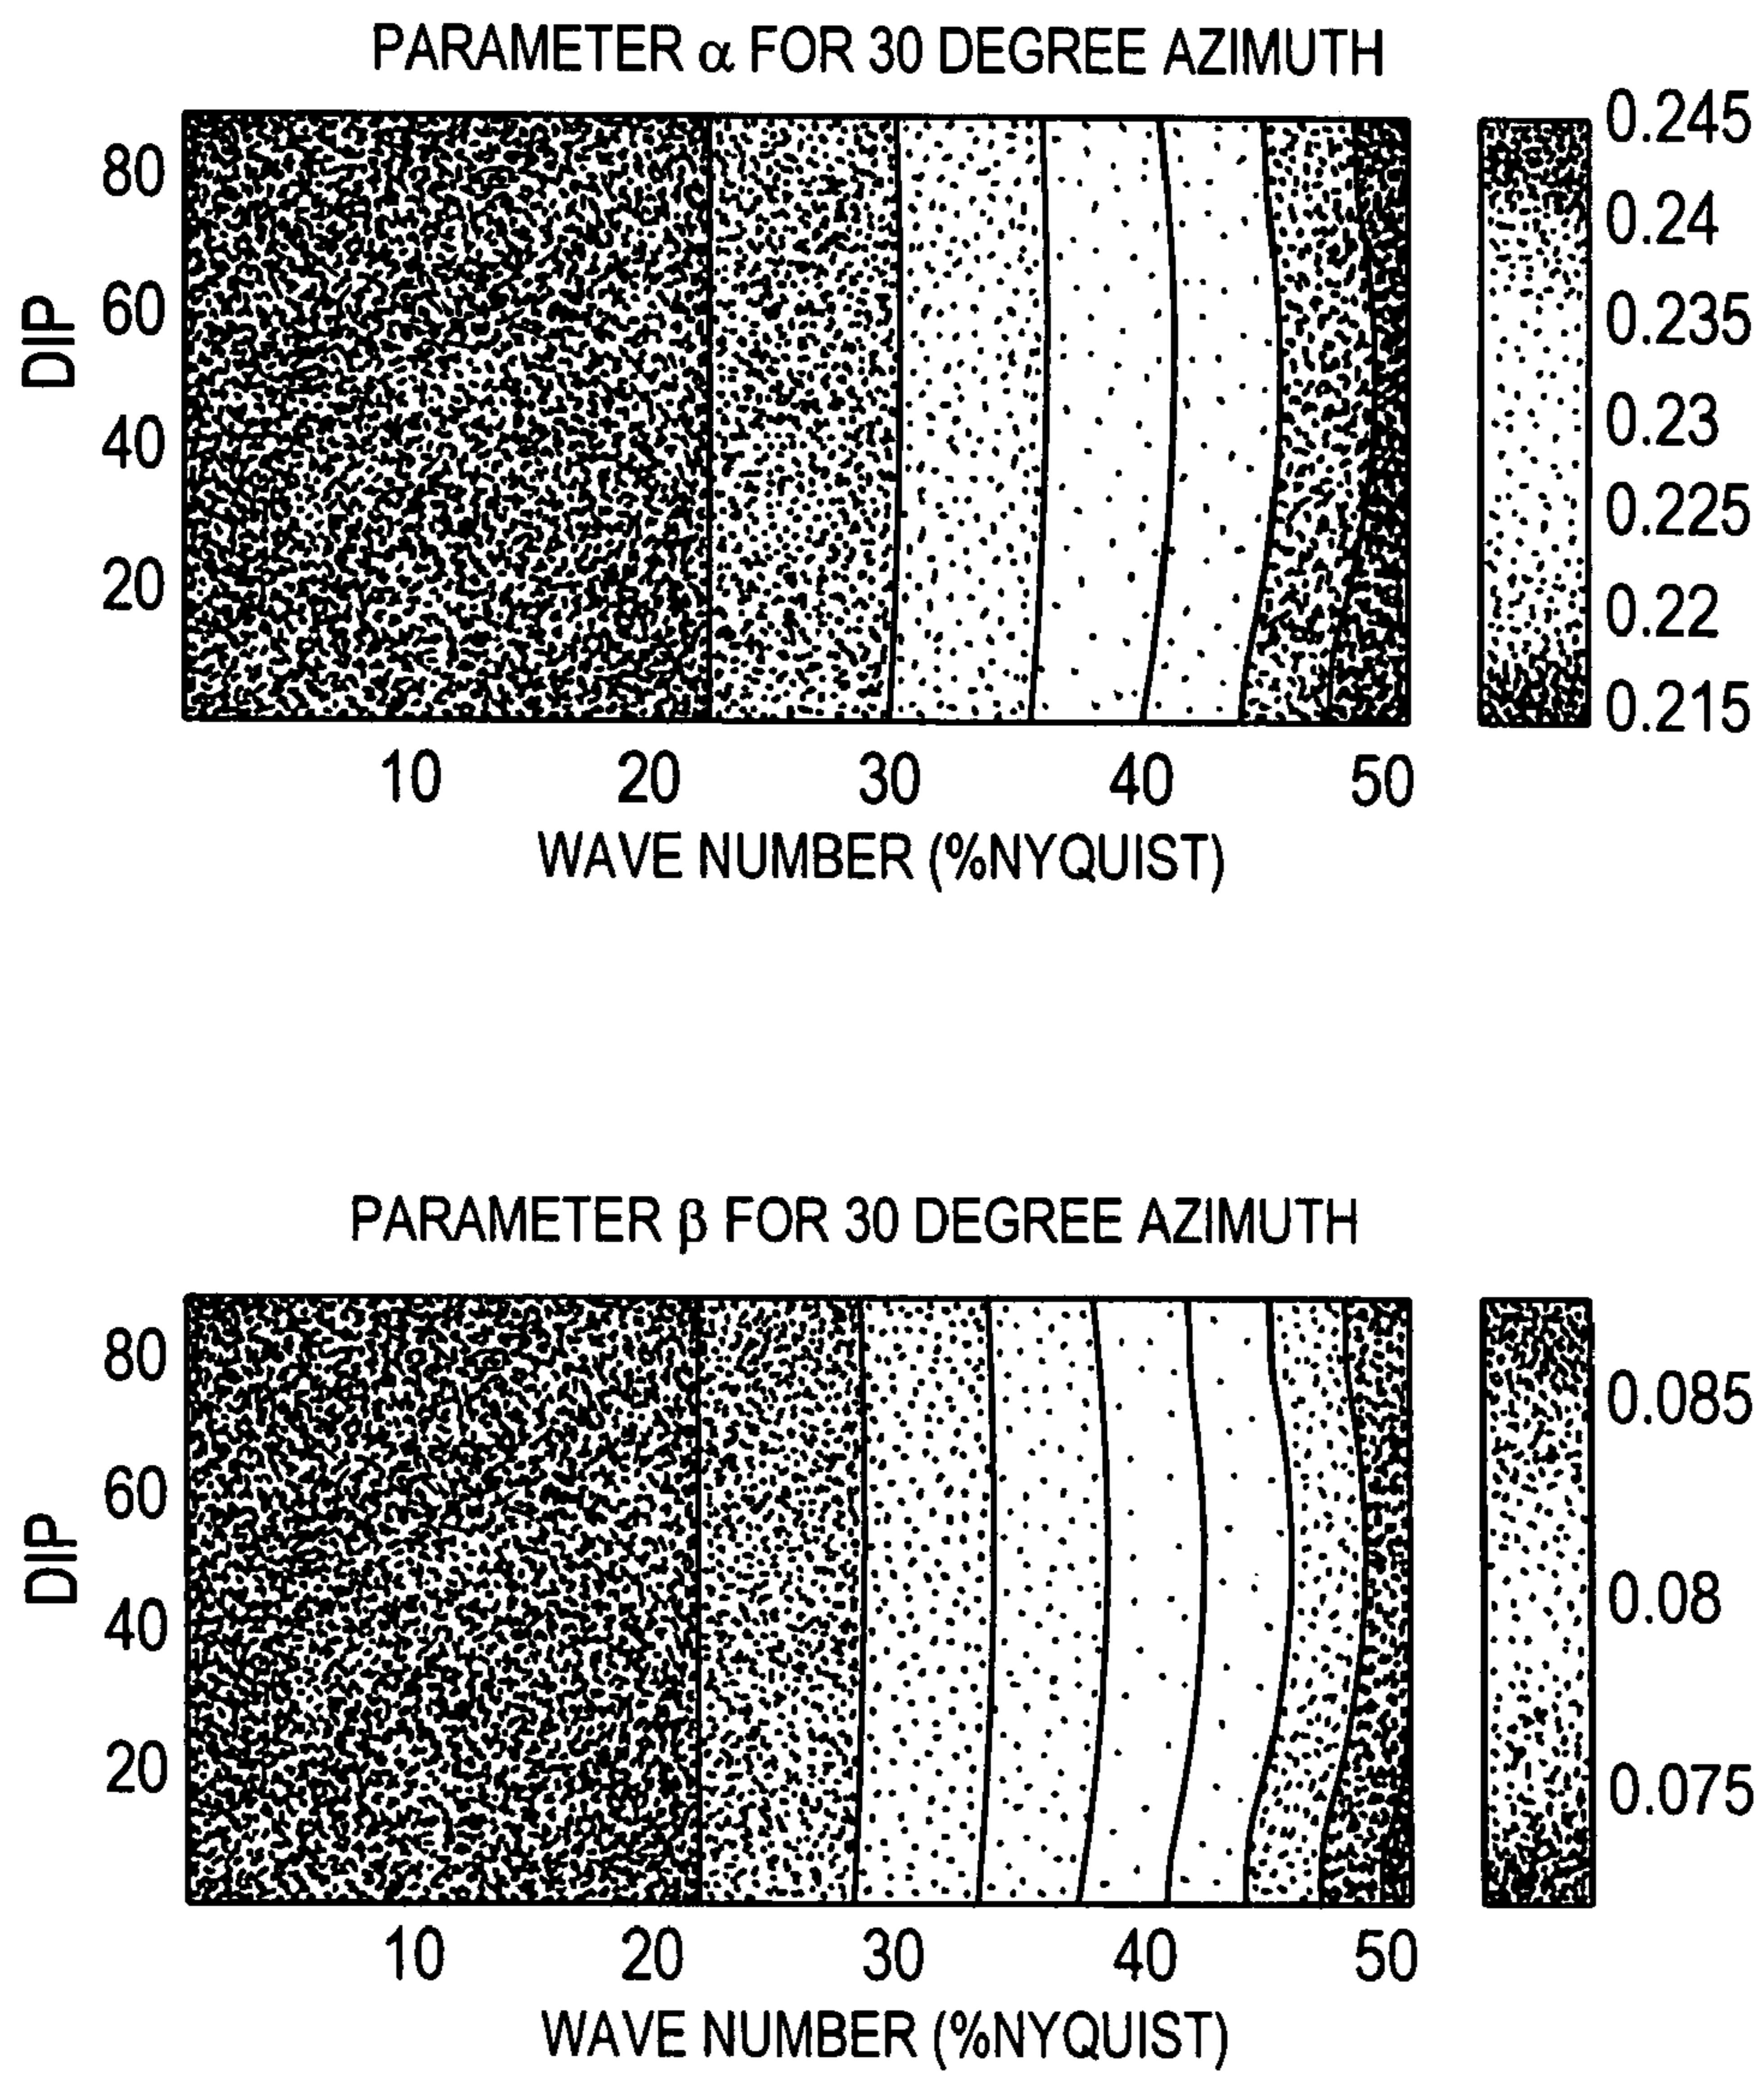 PARAMETER α FOR 30 DEGREE AZIMUTH
DIP
80
60
40
20
10 20 30 40 50
WAVE NUMBER (%NYQUIST)
0.245
0.24
0.235
0.23
0.225
0.22
0.215
PARAMETER β FOR 30 DEGREE AZIMUTH
DIP
80
60
40
20
10 20 30 40 50
WAVE NUMBER (%NYQUIST)
0.085
0.08
0.075